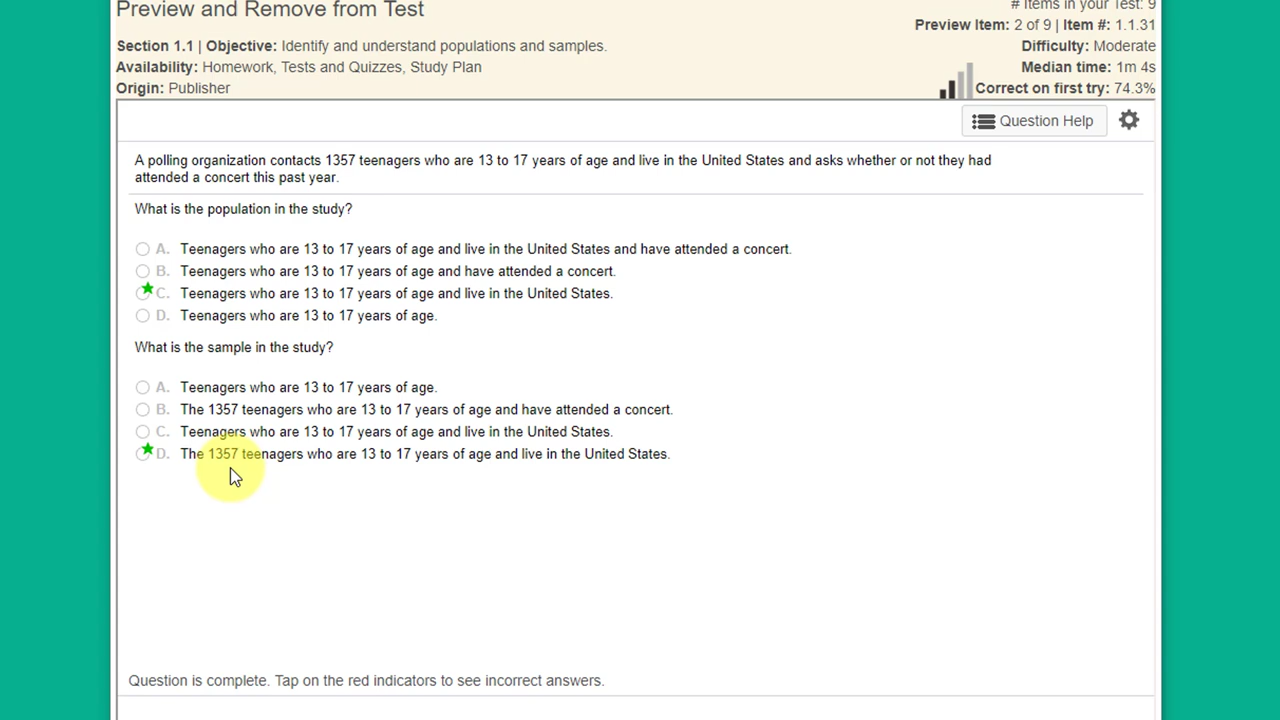 Preview and Remove from Test
# Items in your Test: 9
Preview Item: 2 of 9 | Item #: 1.1.31
Section 1.1 | Objective: Identify and understand populations and samples.
Difficulty: Moderate
Availability: Homework, Tests and Quizzes, Study Plan
Median time: 1m 4s
Origin: Publisher
Correct on first try: 74.3%
Question Help
A polling organization contacts 1357 teenagers who are 13 to 17 years of age and live in the United States and asks whether or not they had
attended a concert this past year.
What is the population in the study?
A. Teenagers who are 13 to 17 years of age and live in the United States and have attended a concert.
B. Teenagers who are 13 to 17 years of age and have attended a concert.
C. Teenagers who are 13 to 17 years of age and live in the United States.
D. Teenagers who are 13 to 17 years of age.
What is the sample in the study?
A. Teenagers who are 13 to 17 years of age.
B. The 1357 teenagers who are 13 to 17 years of age and have attended a concert.
C. Teenagers who are 13 to 17 years of age and live in the United States.
D. The 1357 teenagers who are 13 to 17 years of age and live in the United States.
Question is complete. Tap on the red indicators to see incorrect answers.